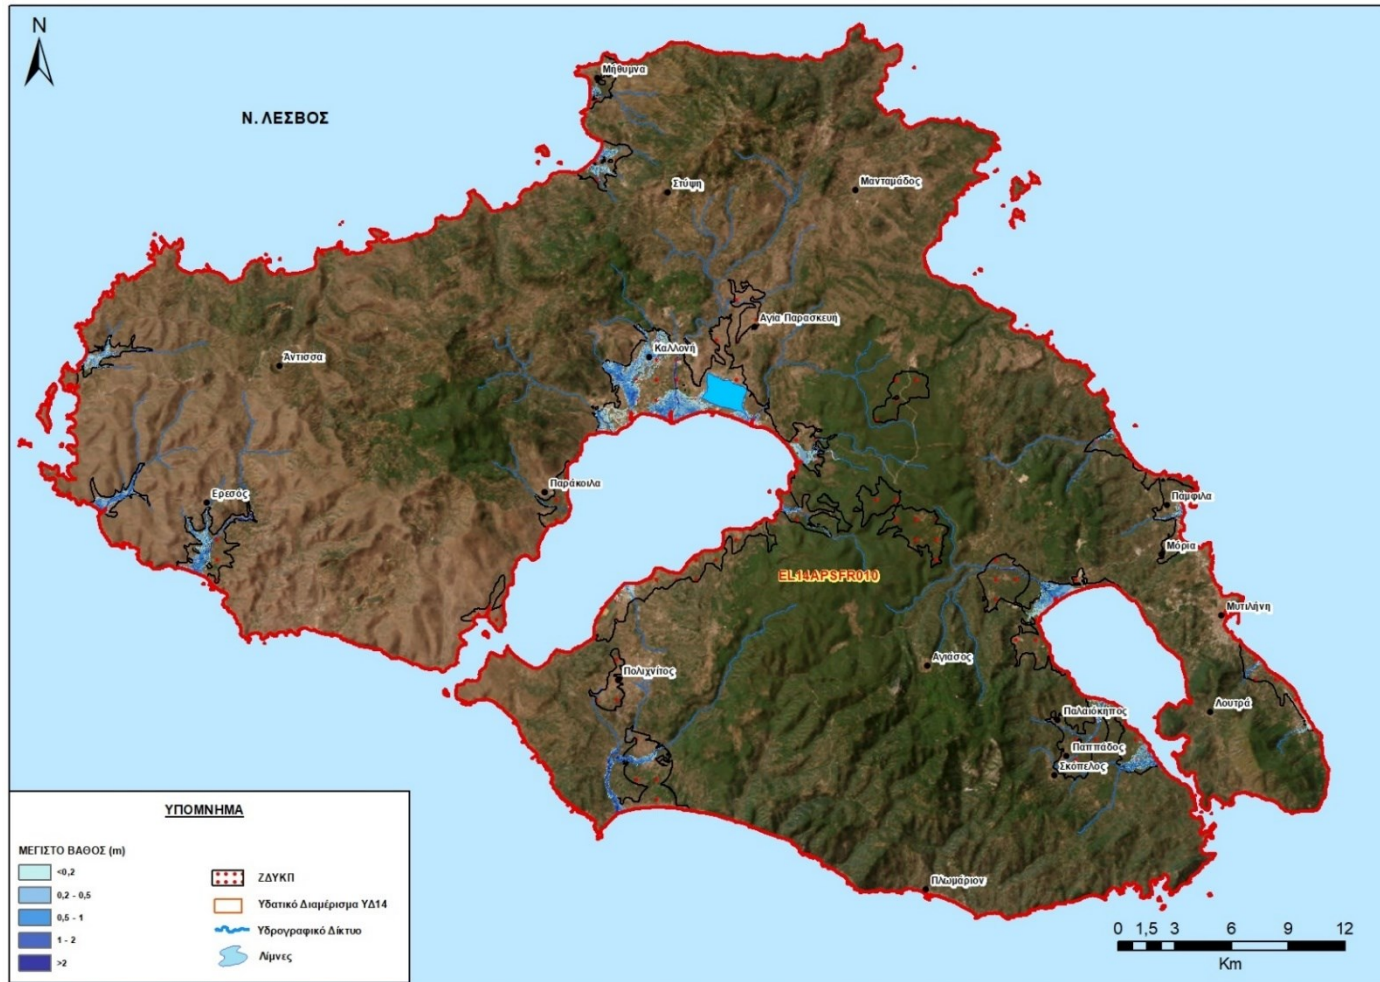 N
Ν. ΛΕΣΒΟΣ
Μήθυμνα
Στύψη
Μανταμάδος
Αγία Παρασκευή
Καλλονή
Άντισσα
Ερεσός
Παράκοιλα
Πάμφιλα
Μόρια
EL14APSFR010
Μυτιλήνη
Αγιάσος
Πολιχνίτος
Παλαιόκηπος
Λουτρά
Παππάδος
Σκόπελος
Πλωμάριον
ΥΠΟΜΝΗΜΑ
ΜΕΓΙΣΤΟ ΒΑΘΟΣ (m)
<0,2
0,2 - 0,5
0,5 - 1
1 - 2
>2
ΖΔΥΚΠ
Υδατικό Διαμέρισμα ΥΔ14
Υδρογραφικό Δίκτυο
Λίμνες
0 1,5 3 6 9 12
Km